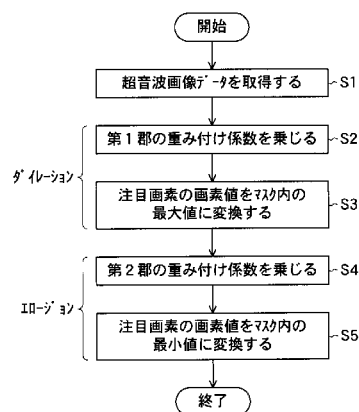 開始
超音波画像ﾃﾞｰﾀを取得する
S1
第1郡の重み付け係数を乗じる
S2
ﾀﾞｲﾚｰｼｮﾝ
注目画素の画素値をﾏｽｸ内の
最大値に変換する
S3
第2郡の重み付け係数を乗じる
S4
ｴﾛｰｼﾞｮﾝ
注目画素の画素値をﾏｽｸ内の
最小値に変換する
S5
終了